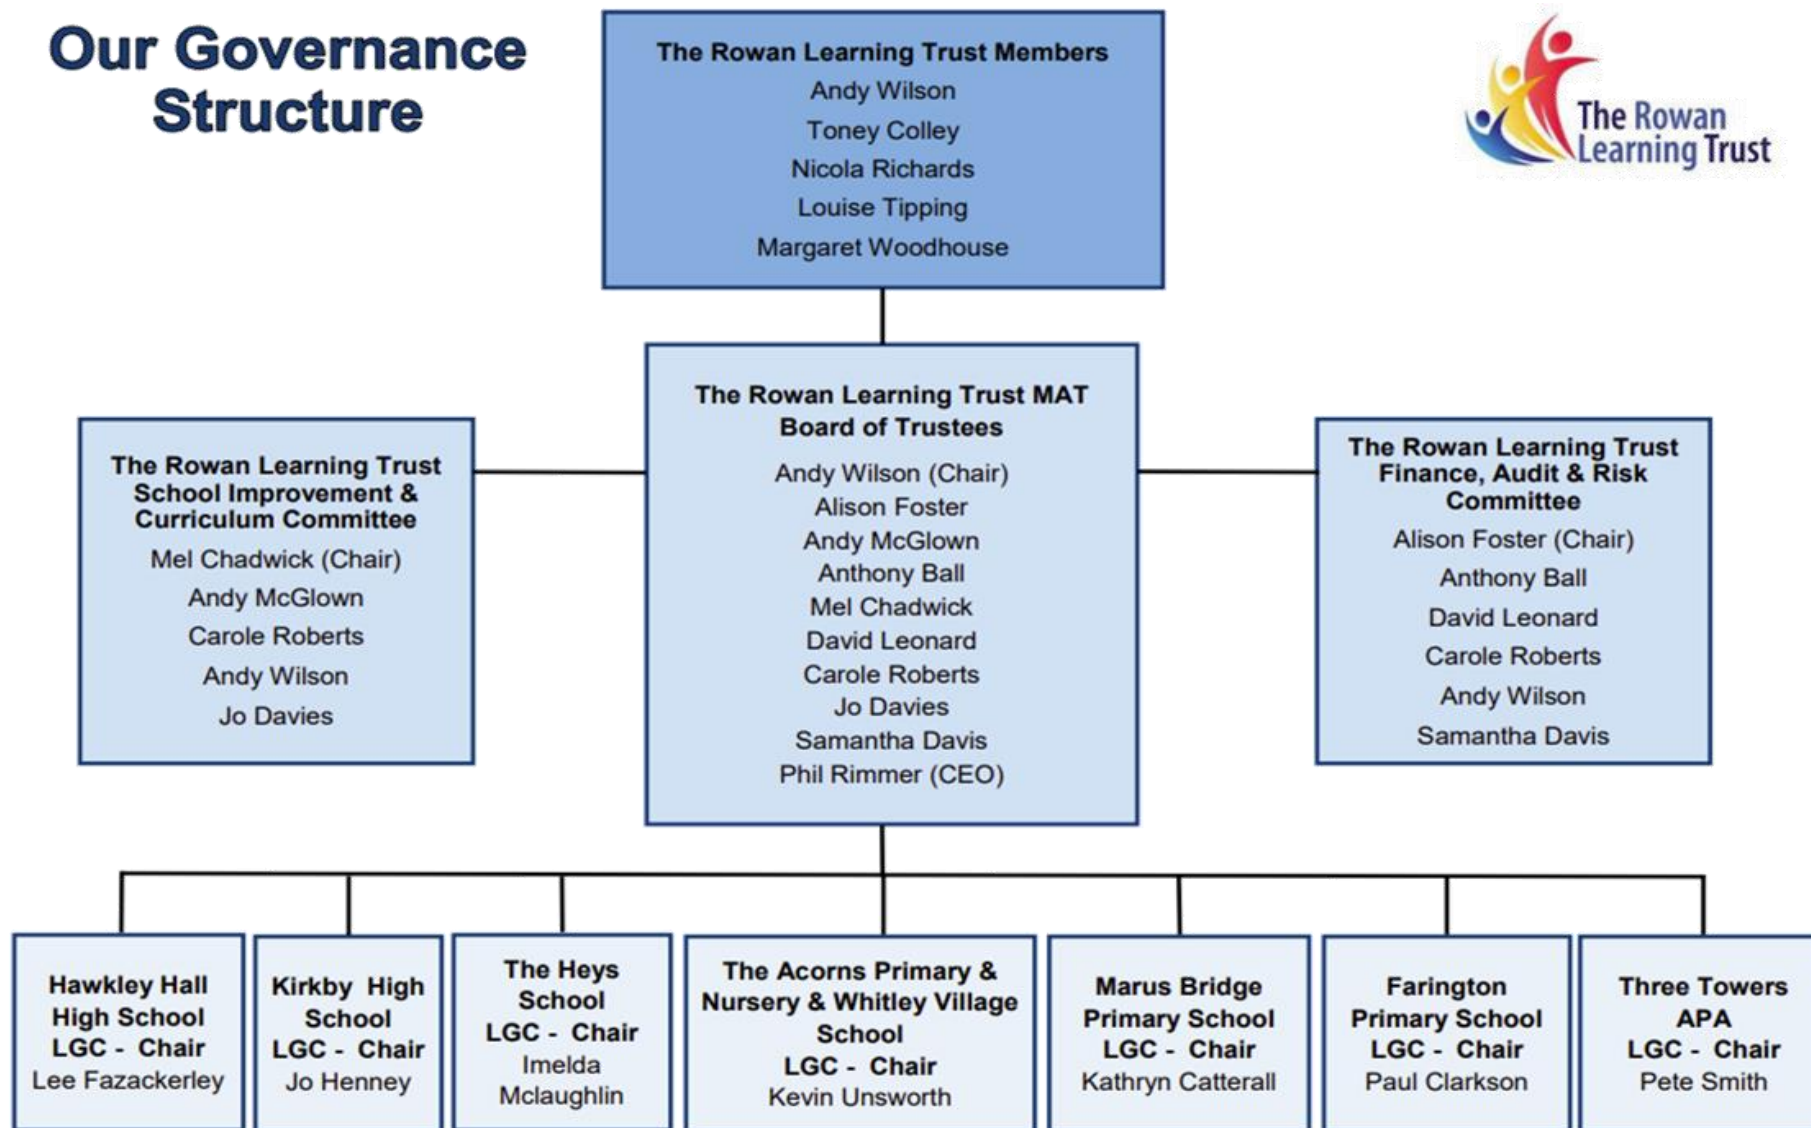 Our Governance
Structure
The Rowan Learning Trust Members
Andy Wilson
Toney Colley
Nicola Richards
Louise Tipping
Margaret Woodhouse
The Rowan
Learning Trust
The Rowan Learning Trust MAT
Board of Trustees
Andy Wilson (Chair)
Alison Foster
Andy McGlown
Anthony Ball
Mel Chadwick
David Leonard
Carole Roberts
Jo Davies
Samantha Davis
Phil Rimmer (CEO)
The Rowan Learning Trust
School Improvement &
Curriculum Committee
Mel Chadwick (Chair)
Andy McGlown
Carole Roberts
Andy Wilson
Jo Davies
The Rowan Learning Trust
Finance, Audit & Risk
Committee
Alison Foster (Chair)
Anthony Ball
David Leonard
Carole Roberts
Andy Wilson
Samantha Davis
Hawkley Hall
High School
LGC - Chair
Lee Fazackerley
Kirkby High
School
LGC - Chair
Jo Henney
The Heys
School
LGC - Chair
Imelda
Mclaughlin
The Acorns Primary &
Nursery & Whitley Village
School
LGC - Chair
Kevin Unsworth
Marus Bridge
Primary School
LGC - Chair
Kathryn Catterall
Farington
Primary School
LGC - Chair
Paul Clarkson
Three Towers
APA
LGC - Chair
Pete Smith